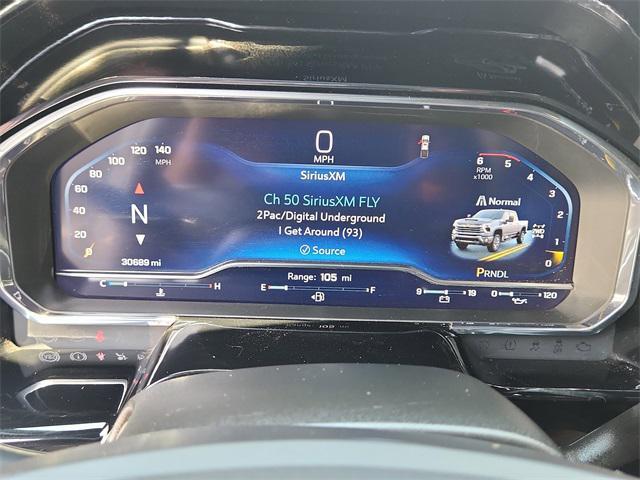 0
MPH
SiriusXM
Ch 50 SiriusXM FLY
2Pac/Digital Underground
I Get Around (93)
Source
20
40
60
80
100
120
140
MPH
N
30689 mi
6
5
4
3
2
1
0
RPM
x1000
Normal
2WD
PRNDL
C
H
Range: 105 mi
E
F
9
19
0
120